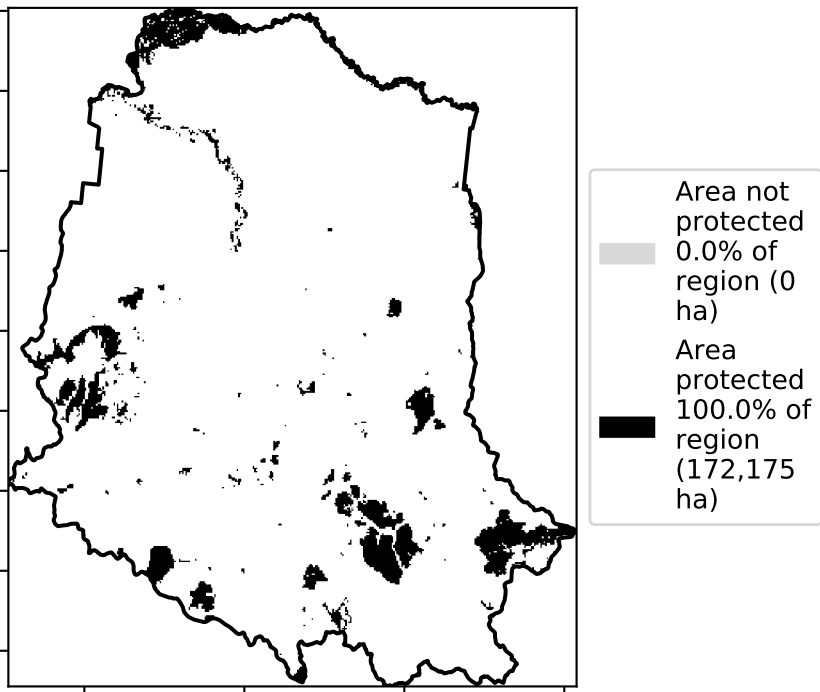 Area not
protected
0.0% of
region (0
ha)
Area
protected
100.0% of
region
(172,175
ha)